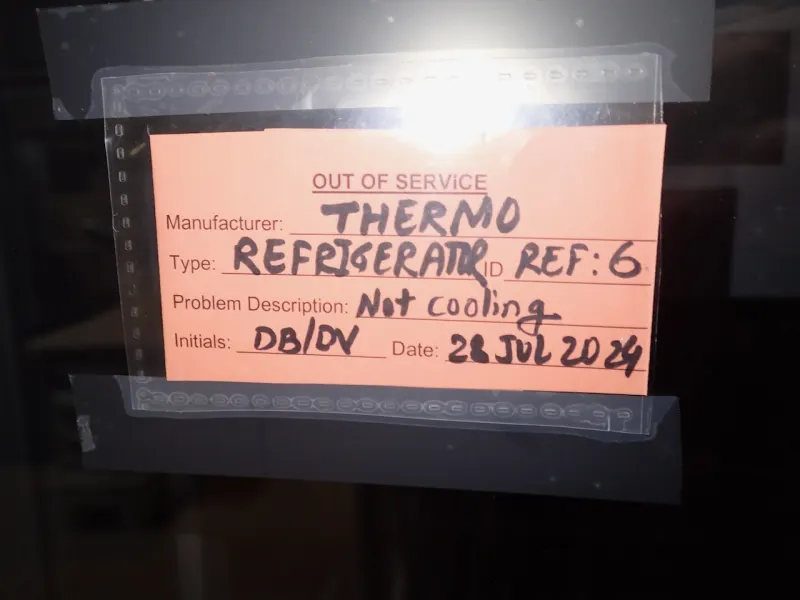 OUT OF SERVICE
Manufacturer: THERMO
Type: REFRIGERATOR ID REF: 6
Problem Description: Not cooling
Initials: DB/DV Date: 28 JUL 2024